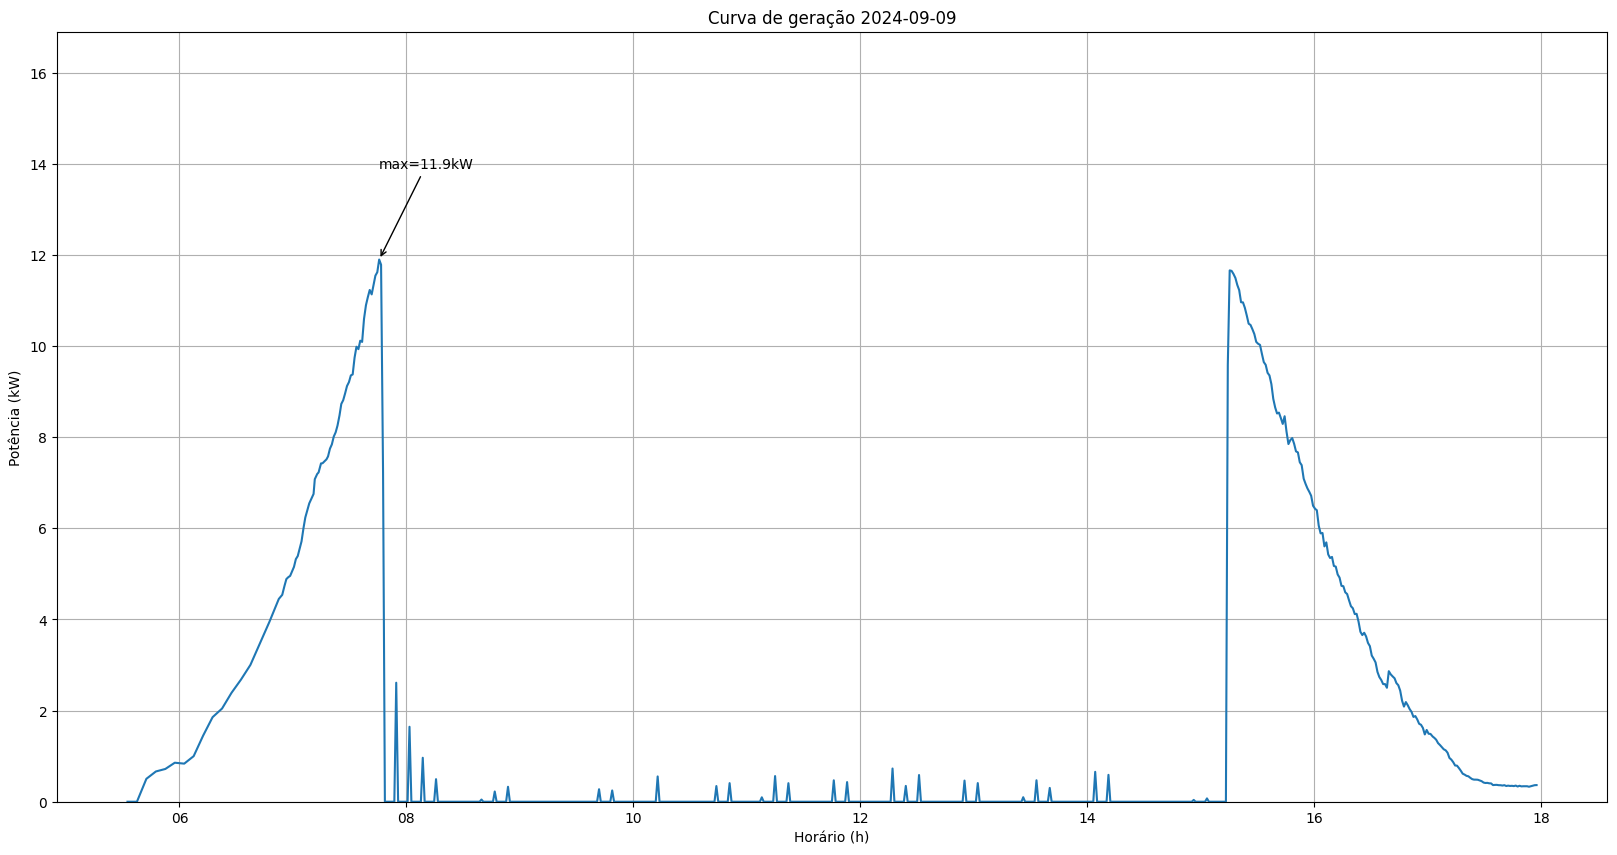 Curva de geração 2024-09-09
16
14
12
10
8
6
4
2
0
Potência (kW)
max=11.9kW
06 08 10 12 14 16 18
Horário (h)